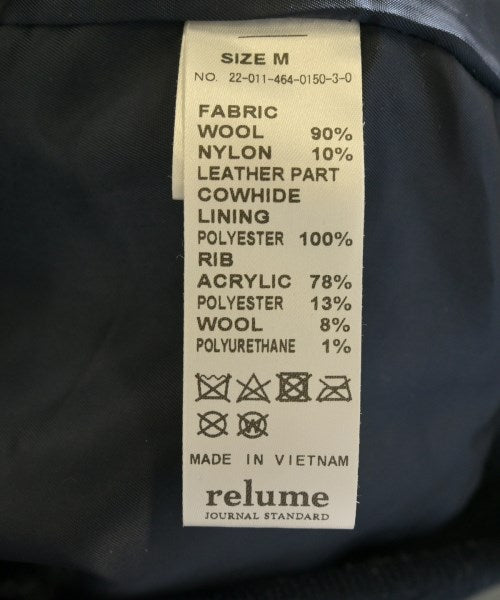 SIZE M
NO. 22-011-464-0150-3-0
FABRIC
WOOL 90%
NYLON 10%
LEATHER PART
COWHIDE
LINING
POLYESTER 100%
RIB
ACRYLIC 78%
POLYESTER 13%
WOOL 8%
POLYURETHANE 1%
W
MADE IN VIETNAM
relume
JOURNAL STANDARD